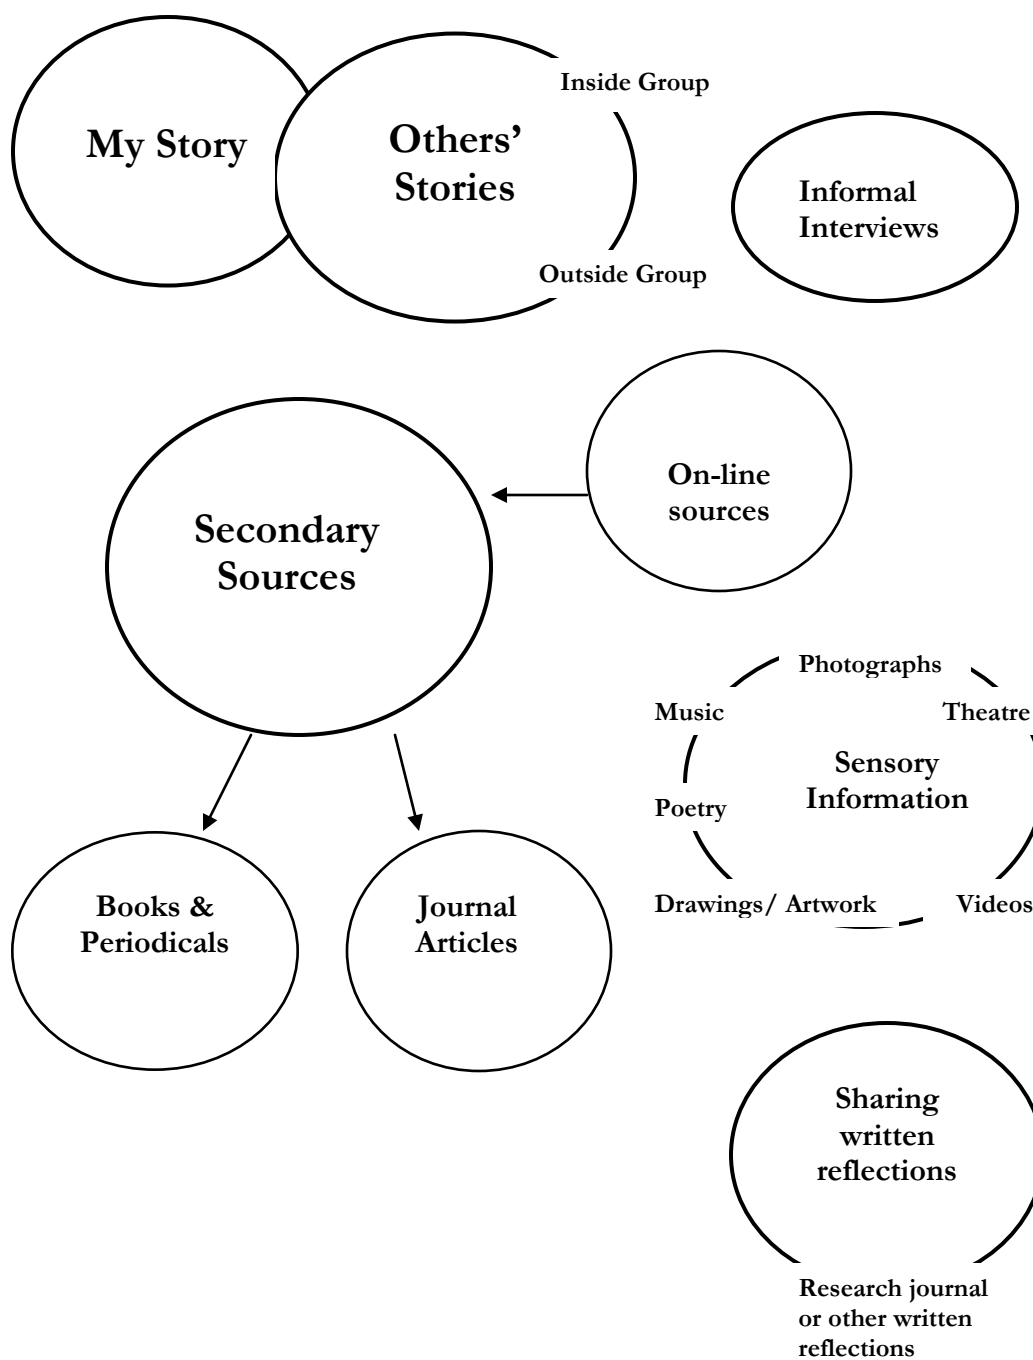 My Story
Others'
Stories
Inside Group
Outside Group
Informal
Interviews
Secondary
Sources
On-line
sources
Photographs
Music
Theatre
Sensory
Information
Poetry
Drawings/ Artwork
Videos
Books &
Periodicals
Journal
Articles
Sharing
written
reflections
Research journal
or other written
reflections